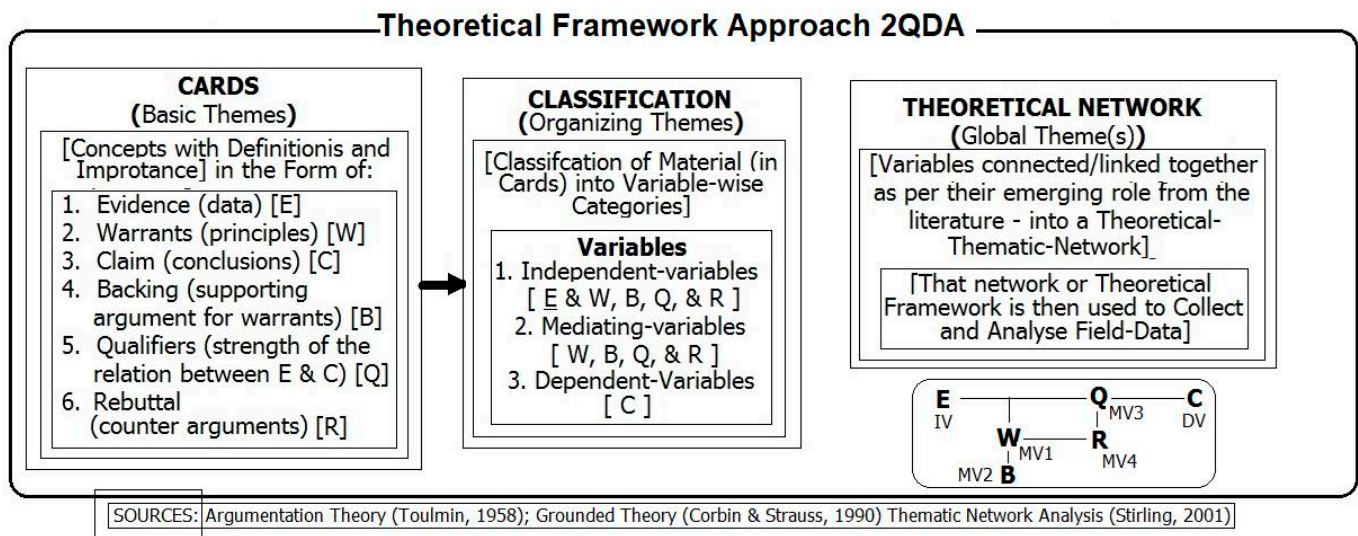 Theoretical Framework Approach 2QDA
CARDS
(Basic Themes)
[Concepts with Definitionis and
Improtance] in the Form of:
1. Evidence (data) [E]
2. Warrants (principles) [W]
3. Claim (conclusions) [C]
4. Backing (supporting
argument for warrants) [B]
5. Qualifiers (strength of the
relation between E & C) [Q]
6. Rebuttal
(counter arguments) [R]
CLASSIFICATION
(Organizing Themes)
[Classifcation of Material (in
Cards) into Variable-wise
Categories]
Variables
1. Independent-variables
[ E & W, B, Q, & R ]
2. Mediating-variables
[ W, B, Q, & R ]
3. Dependent-Variables
[ C ]
THEORETICAL NETWORK
(Global Theme(s))
[Variables connected/linked together
as per their emerging role from the
literature - into a Theoretical-
Thematic-Network]
[That network or Theoretical
Framework is then used to Collect
and Analyse Field-Data]
E Q C
IV MV3 DV
W R
MV1 MV4
MV2 B
SOURCES: Argumentation Theory (Toulmin, 1958); Grounded Theory (Corbin & Strauss, 1990) Thematic Network Analysis (Stirling, 2001)